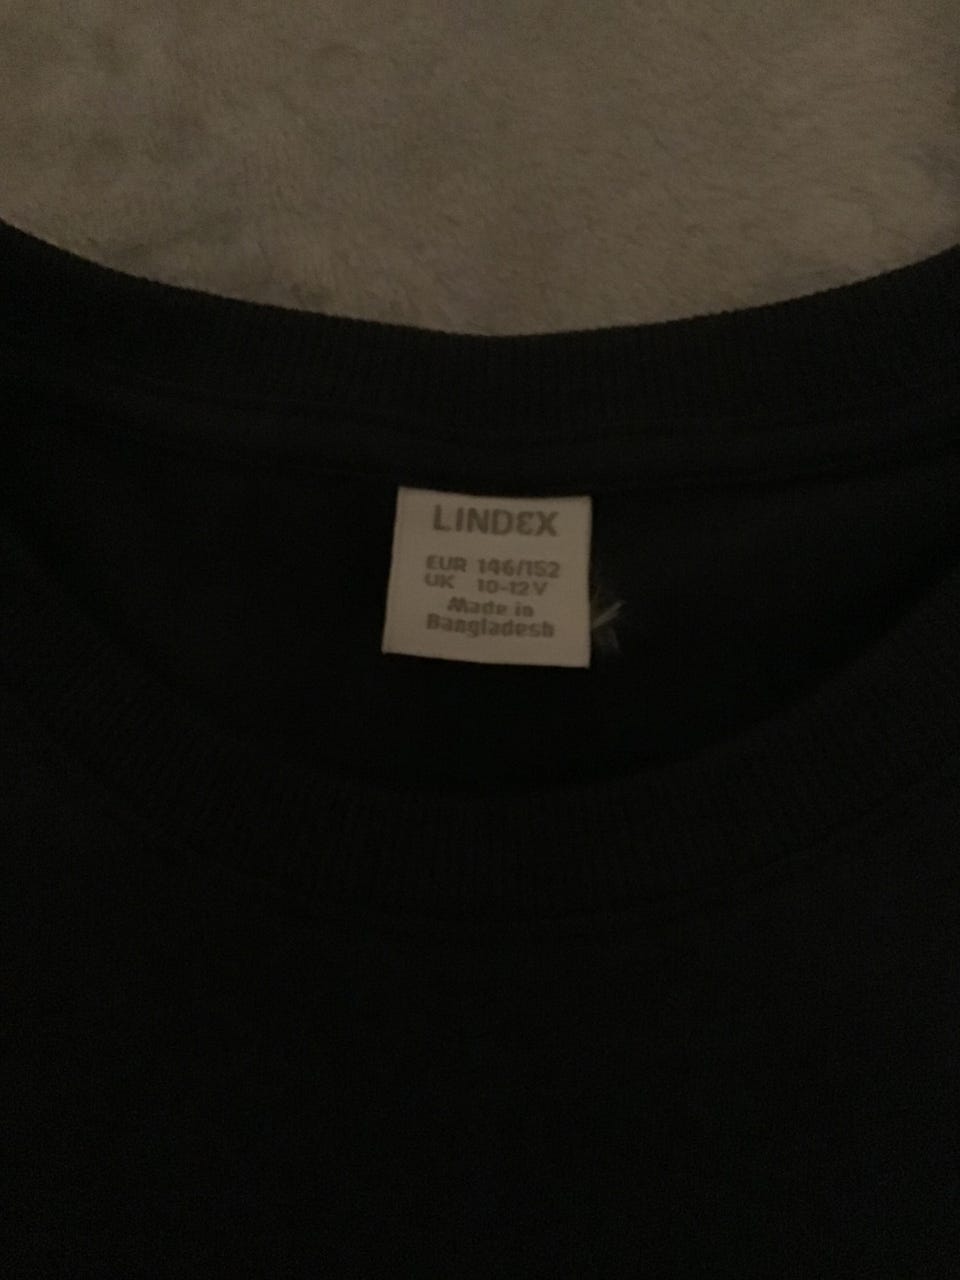 LINDEX
EUR 146/152
UK 10-12Y
Made in
Bangladesh